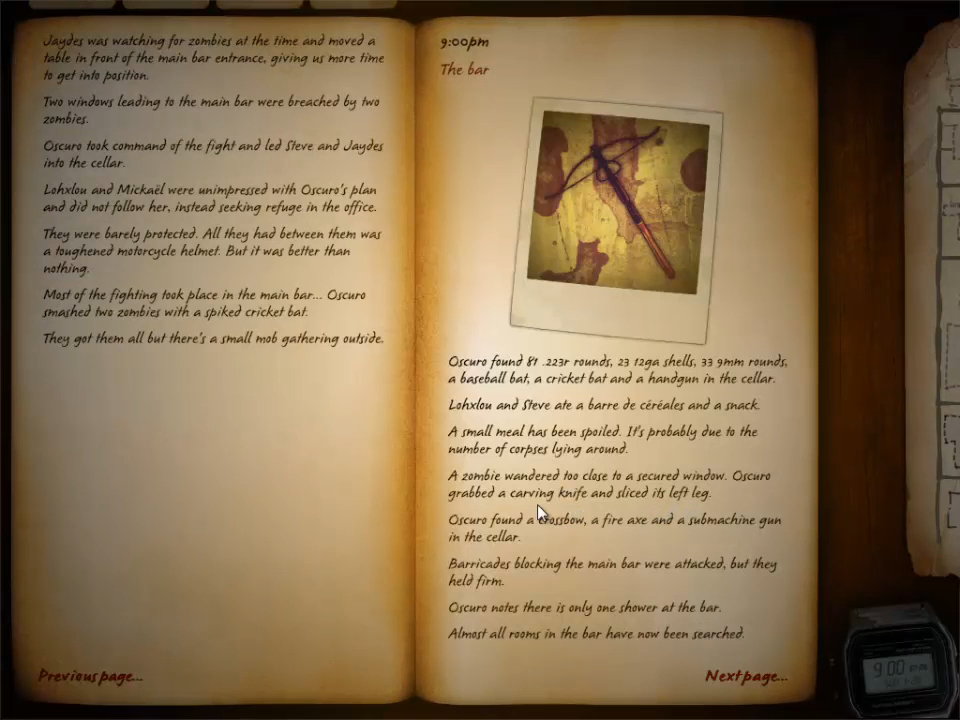 Jaydes was watching for zombies at the time and moved a
table in front of the main bar entrance, giving us more time
to get into position.
Two windows leading to the main bar were breached by two
zombies.
Oscuro took command of the fight and led Steve and Jaydes
into the cellar.
Lohxlou and Mickaël were unimpressed with Oscuro's plan
and did not follow her, instead seeking refuge in the office.
They were barely protected. All they had between them was
a toughened motorcycle helmet. But it was better than
nothing.
Most of the fighting took place in the main bar... Oscuro
smashed two zombies with a spiked cricket bat.
They got them all but there's a small mob gathering outside.
Previous page...
9:00pm
The bar
Oscuro found 81 .223r rounds, 23 12ga shells, 33 9mm rounds,
a baseball bat, a cricket bat and a handgun in the cellar.
Lohxlou and Steve ate a barre de céréales and a snack.
A small meal has been spoiled. It's probably due to the
number of corpses lying around.
A zombie wandered too close to a secured window. Oscuro
grabbed a carving knife and sliced its left leg.
Oscuro found a crossbow, a fire axe and a submachine gun
in the cellar.
Barricades blocking the main bar were attacked, but they
held firm.
Oscuro notes there is only one shower at the bar.
Almost all rooms in the bar have now been searched.
Next page...
9:00 PM